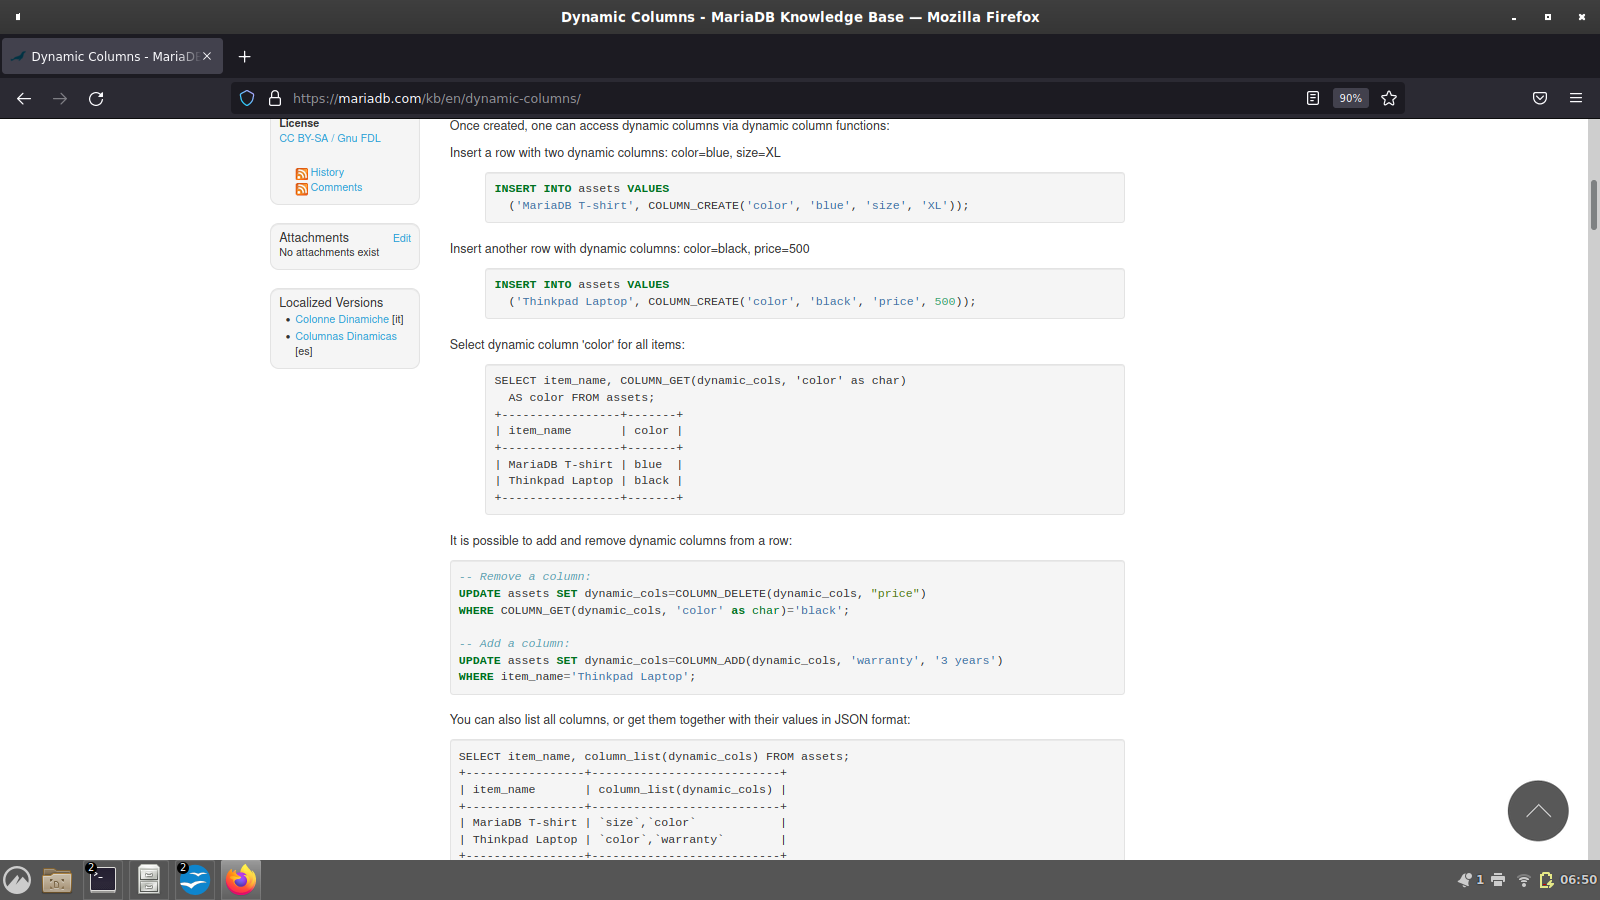 Dynamic Columns - MariaDB Knowledge Base — Mozilla Firefox
Dynamic Columns - MariaDB
https://mariadb.com/kb/en/dynamic-columns/
90%
License
CC BY-SA / Gnu FDL
History
Comments
Attachments Edit
No attachments exist
Localized Versions
• Colonne Dinamiche [it]
• Columnas Dinamicas
[es]
Once created, one can access dynamic columns via dynamic column functions:
Insert a row with two dynamic columns: color=blue, size=XL
INSERT INTO assets VALUES
('MariaDB T-shirt', COLUMN_CREATE('color', 'blue', 'size', 'XL'));
Insert another row with dynamic columns: color=black, price=500
INSERT INTO assets VALUES
('Thinkpad Laptop', COLUMN_CREATE('color', 'black', 'price', 500));
Select dynamic column 'color' for all items:
SELECT item_name, COLUMN_GET(dynamic_cols, 'color' as char)
AS color FROM assets;
+-----------------+-------+
| item_name       | color |
+-----------------+-------+
| MariaDB T-shirt | blue  |
| Thinkpad Laptop | black |
+-----------------+-------+
It is possible to add and remove dynamic columns from a row:
-- Remove a column:
UPDATE assets SET dynamic_cols=COLUMN_DELETE(dynamic_cols, "price")
WHERE COLUMN_GET(dynamic_cols, 'color' as char)='black';
-- Add a column:
UPDATE assets SET dynamic_cols=COLUMN_ADD(dynamic_cols, 'warranty', '3 years')
WHERE item_name='Thinkpad Laptop';
You can also list all columns, or get them together with their values in JSON format:
SELECT item_name, column_list(dynamic_cols) FROM assets;
+-----------------+---------------------------+
| item_name       | column_list(dynamic_cols) |
+-----------------+---------------------------+
| MariaDB T-shirt | `size`,`color`            |
| Thinkpad Laptop | `color`,`warranty`        |
+-----------------+---------------------------+
2
2
1
06:50